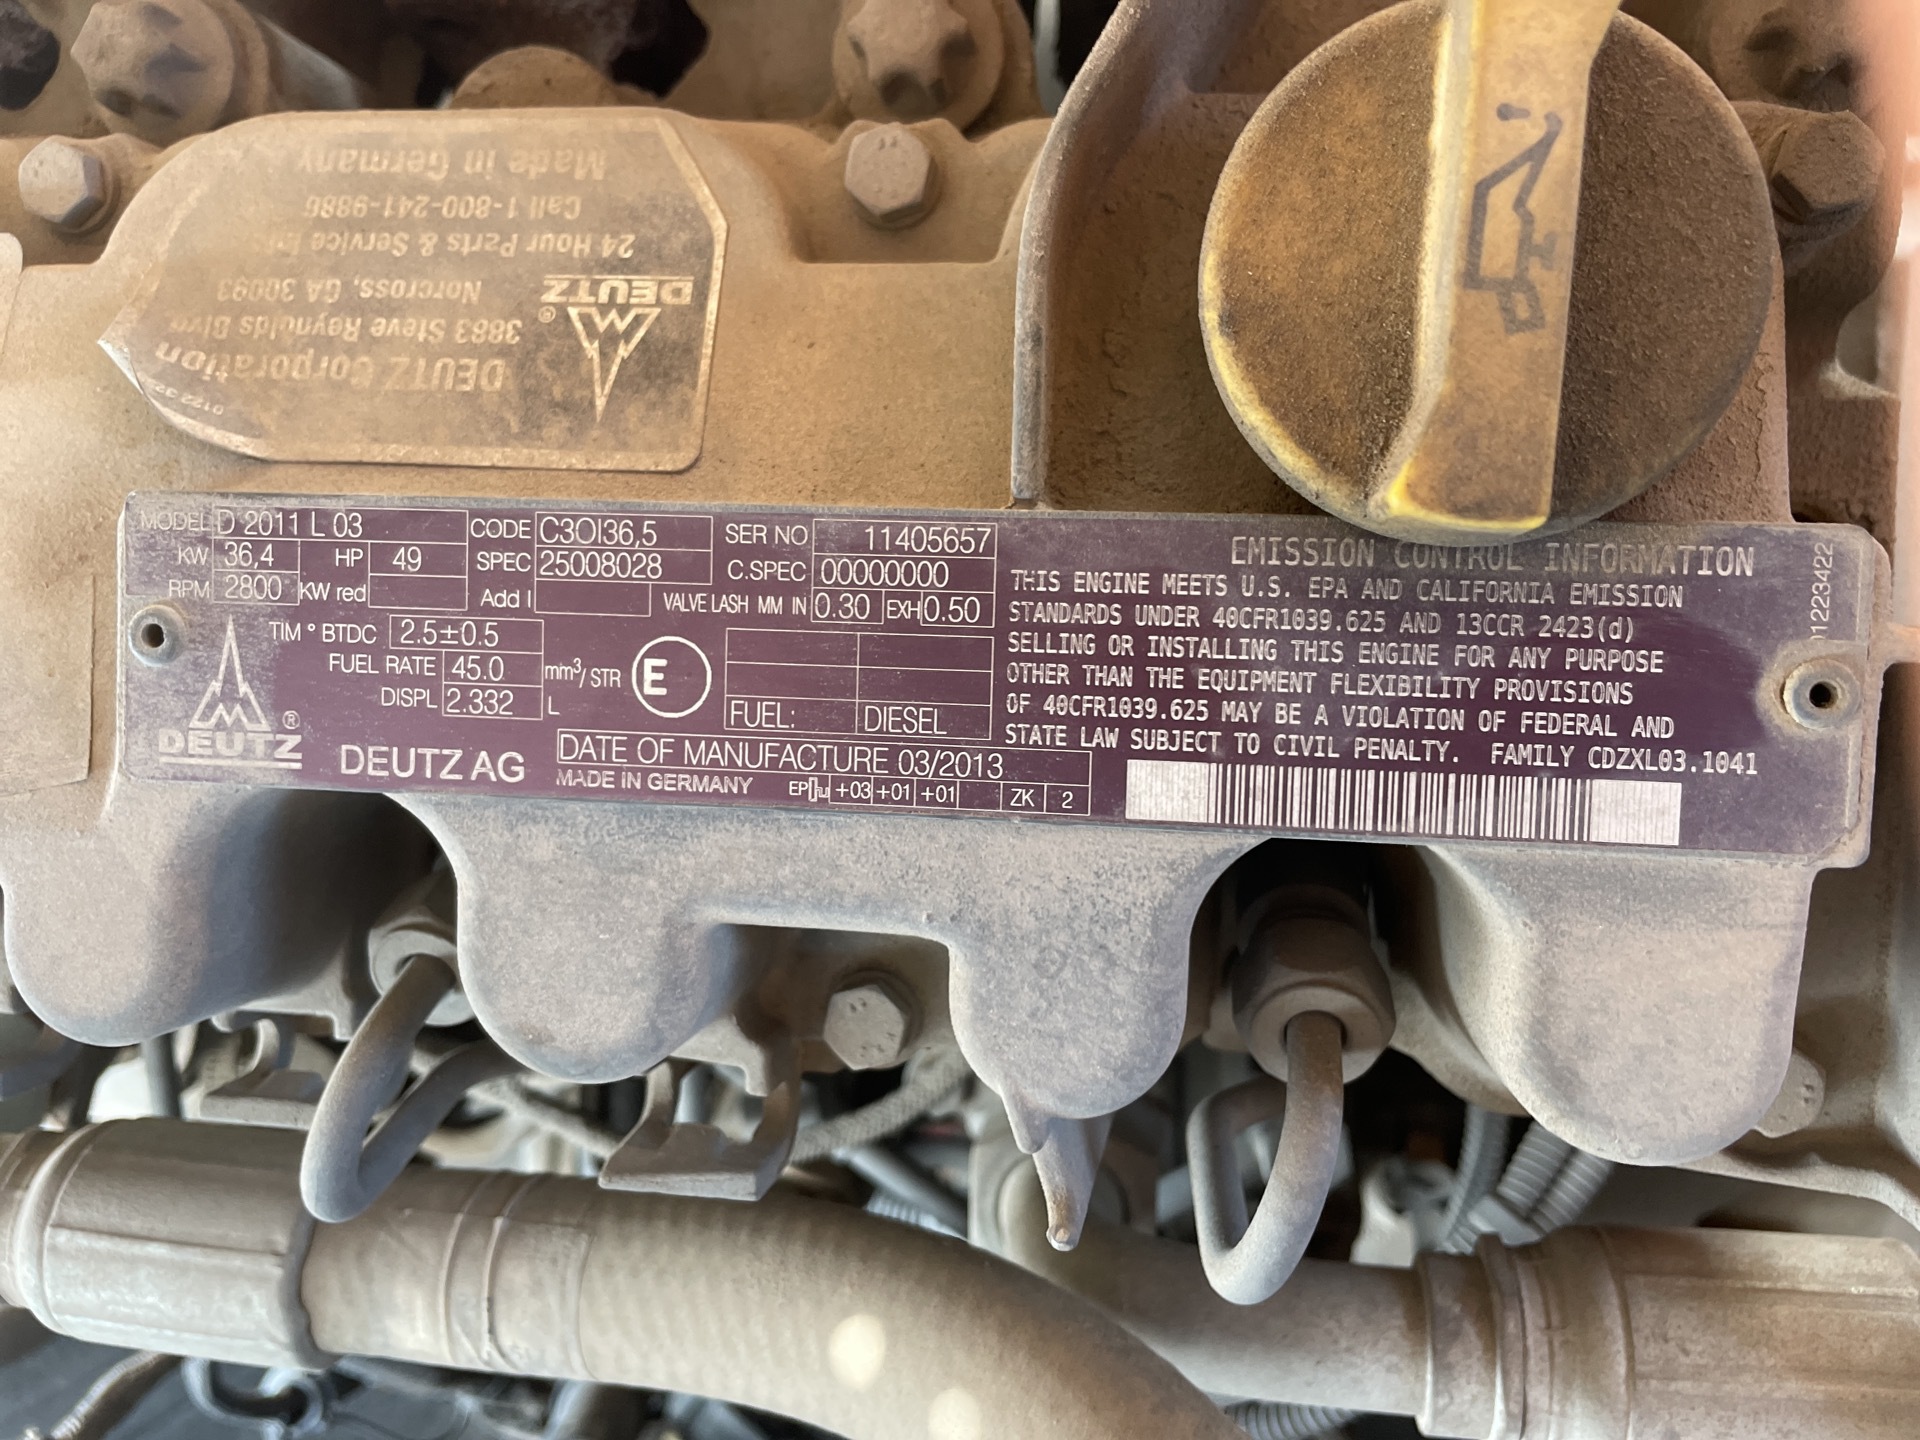 DEUTZ Corporation
3883 Steve Reynolds Blvd
Norcross, GA 30093
24 Hour Parts & Service
Call 1-800-241-9886
Made in Germany
DEUTZ ®
MODEL D 2011 L 03 CODE C3OI36,5 SER NO 11405657
KW 36,4 HP 49 SPEC 25008028 C.SPEC 00000000
RPM 2800 KW red Add I VALVE LASH MM IN 0.30 EXH 0.50
TIM ° BTDC 2.5±0.5
FUEL RATE 45.0 mm³/STR
DISPL 2.332 L
E
FUEL: DIESEL
DEUTZ ®
DEUTZ AG
DATE OF MANUFACTURE 03/2013
MADE IN GERMANY
EP +03 +01 +01 ZK 2
EMISSION CONTROL INFORMATION
THIS ENGINE MEETS U.S. EPA AND CALIFORNIA EMISSION
STANDARDS UNDER 40CFR1039.625 AND 13CCR 2423(d)
SELLING OR INSTALLING THIS ENGINE FOR ANY PURPOSE
OTHER THAN THE EQUIPMENT FLEXIBILITY PROVISIONS
OF 40CFR1039.625 MAY BE A VIOLATION OF FEDERAL AND
STATE LAW SUBJECT TO CIVIL PENALTY. FAMILY CDZXL03.1041
01223422